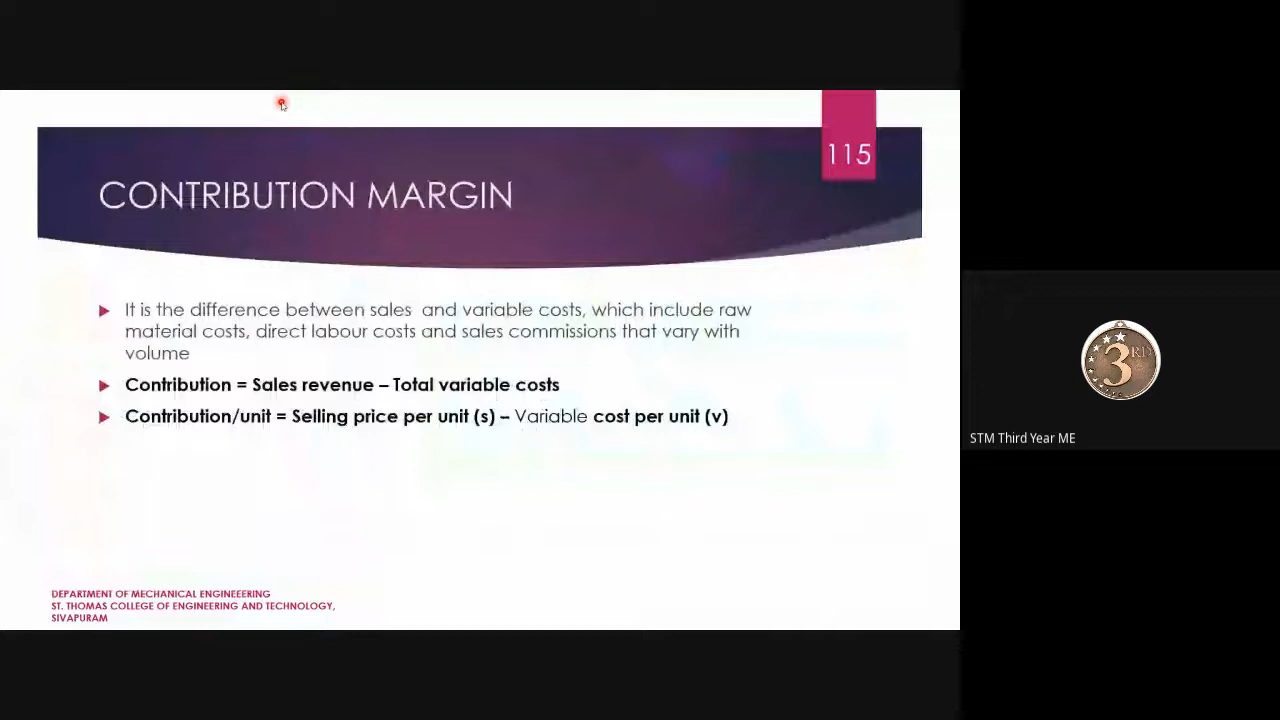 115
CONTRIBUTION MARGIN
It is the difference between sales and variable costs, which include raw
material costs, direct labour costs and sales commissions that vary with
volume
Contribution = Sales revenue – Total variable costs
Contribution/unit = Selling price per unit (s) – Variable cost per unit (v)
DEPARTMENT OF MECHANICAL ENGINEEERING
ST. THOMAS COLLEGE OF ENGINEERING AND TECHNOLOGY,
SIVAPURAM
3RD
STM Third Year ME